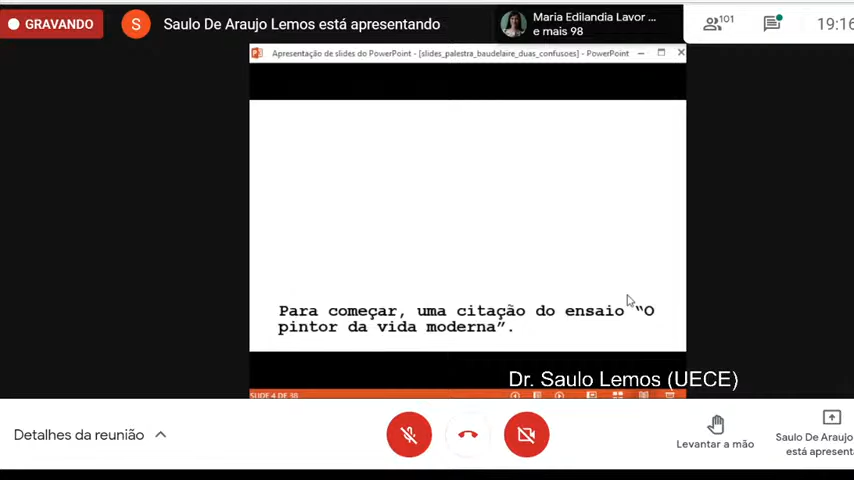 GRAVANDO
S
Saulo De Araujo Lemos está apresentando
Maria Edilandia Lavor ...
e mais 98
101
19:16
Apresentação de slides do PowerPoint - [slides_palestra_baudelaire_duas_confusoes] - PowerPoint
Para começar, uma citação do ensaio “O
pintor da vida moderna”.
Dr. Saulo Lemos (UECE)
SLIDE 4 DE 38
Detalhes da reunião
Levantar a mão
Saulo De Araujo
está apresenta